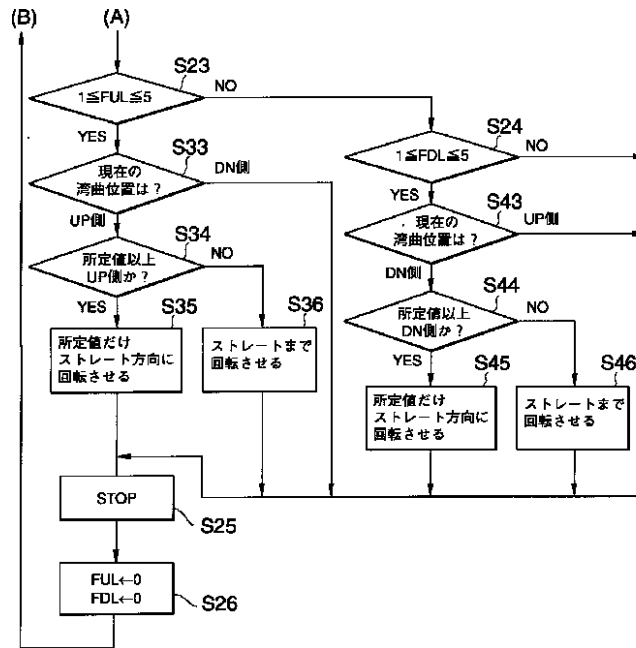 (B)
(A)
S23
1≦FUL≦5
NO
YES
S24
1≦FDL≦5
NO
YES
S33
現在の
湾曲位置は？
DN側
UP側
S43
現在の
湾曲位置は？
UP側
DN側
S34
所定値以上
UP側か？
NO
YES
S44
所定値以上
DN側か？
NO
YES
S35
所定値だけ
ストレート方向に
回転させる
S36
ストレートまで
回転させる
S45
所定値だけ
ストレート方向に
回転させる
S46
ストレートまで
回転させる
STOP
S25
FUL←0
FDL←0
S26